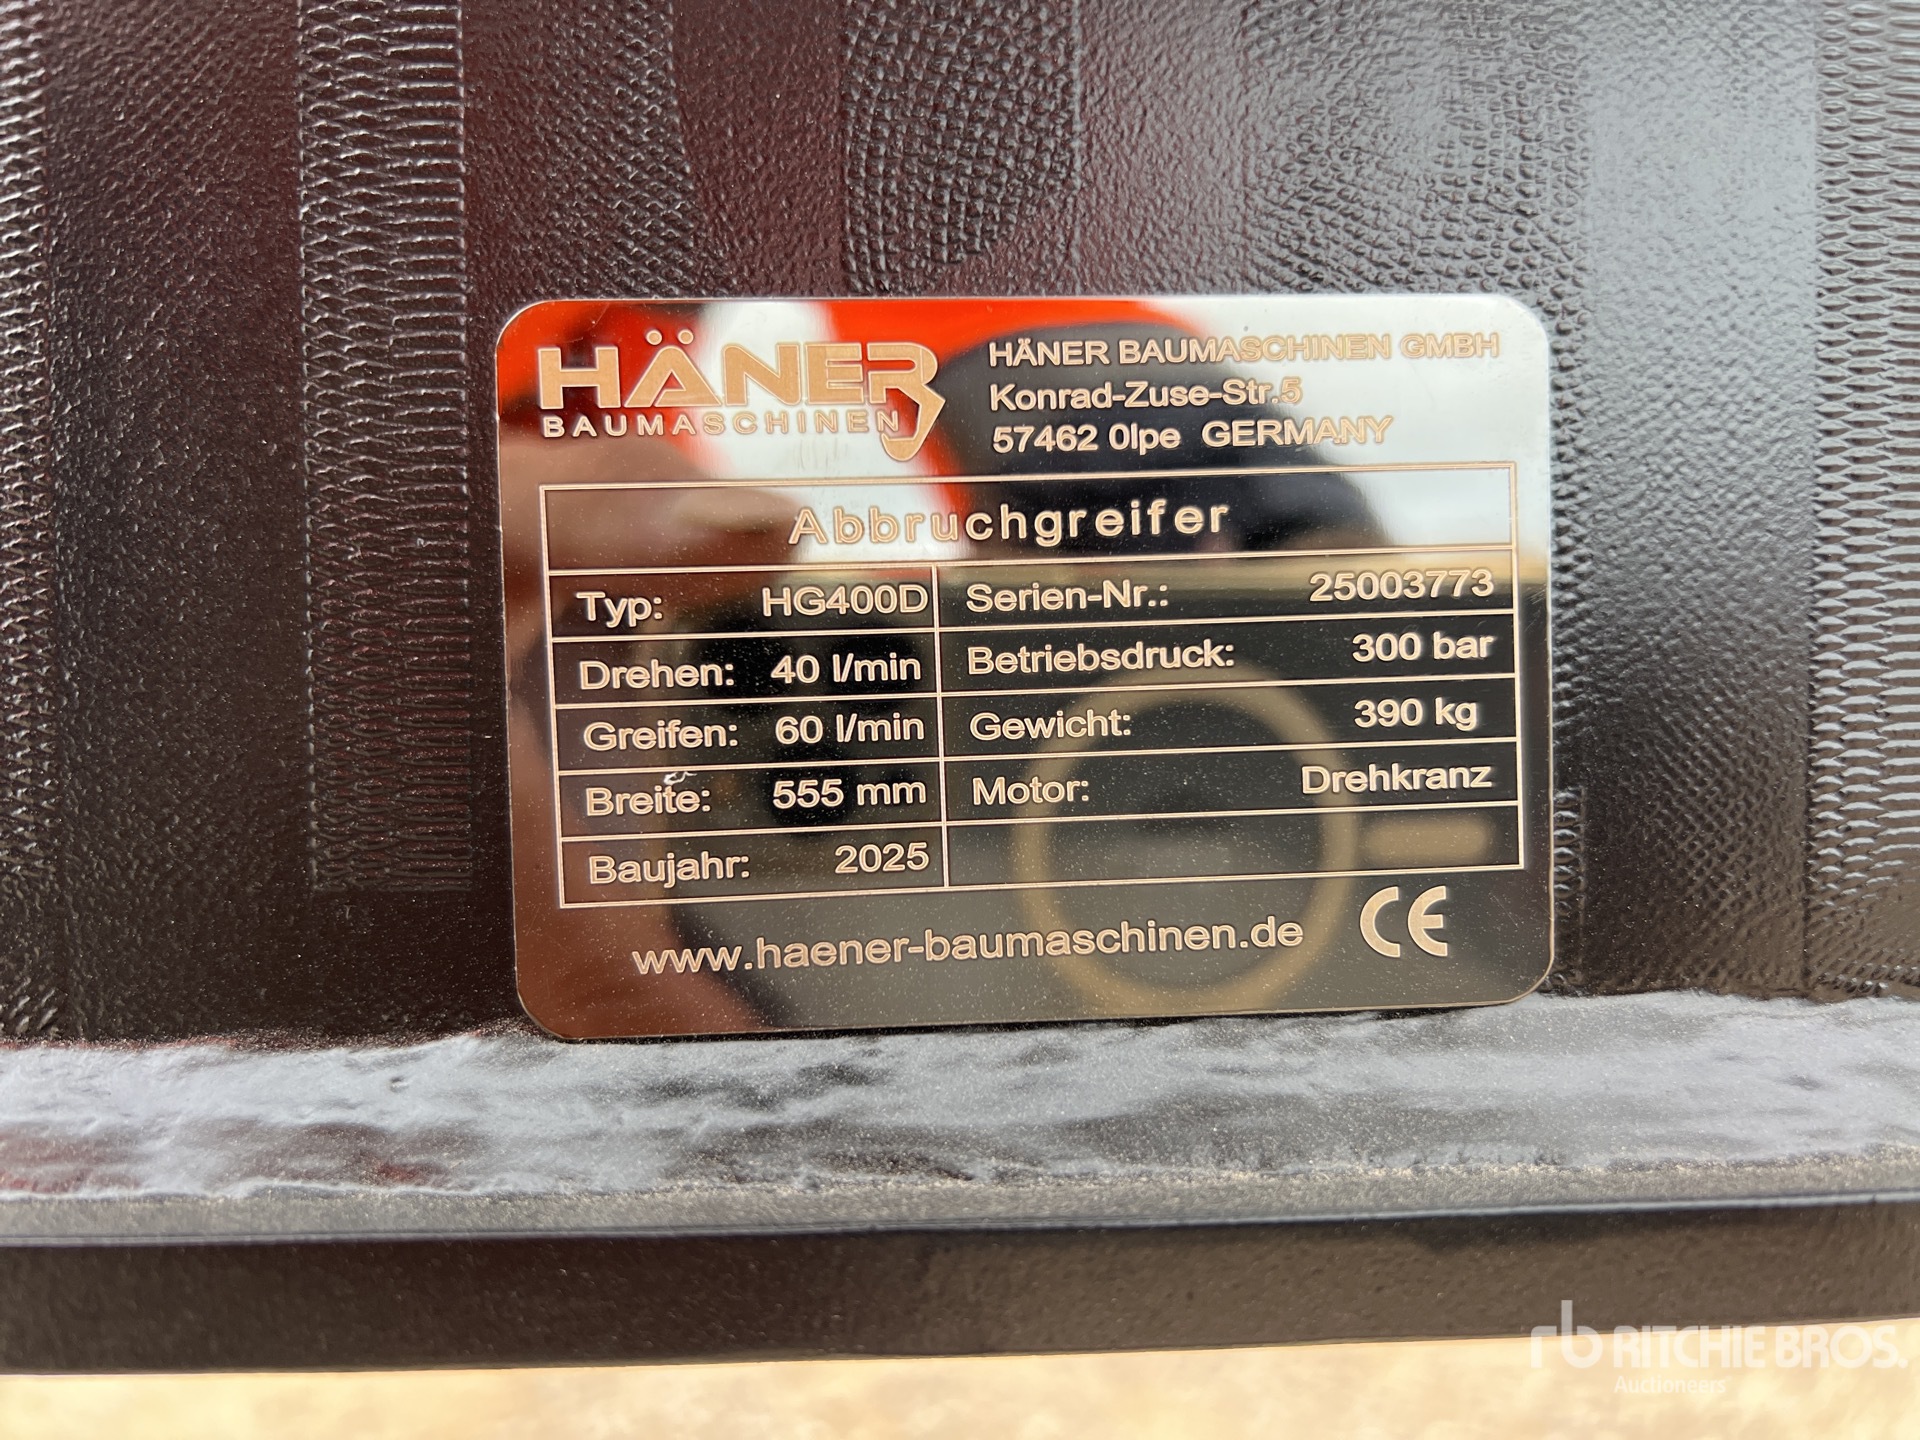 HÄNER
BAUMASCHINEN
HÄNER BAUMASCHINEN GMBH
Konrad-Zuse-Str.5
57462 Olpe GERMANY
Abbruchgreifer
Typ: HG400D Serien-Nr.: 25003773
Drehen: 40 l/min Betriebsdruck: 300 bar
Greifen: 60 l/min Gewicht: 390 kg
Breite: 555 mm Motor: Drehkranz
Baujahr: 2025
www.haener-baumaschinen.de CE
rb RITCHIE BROS.
Auctioneers